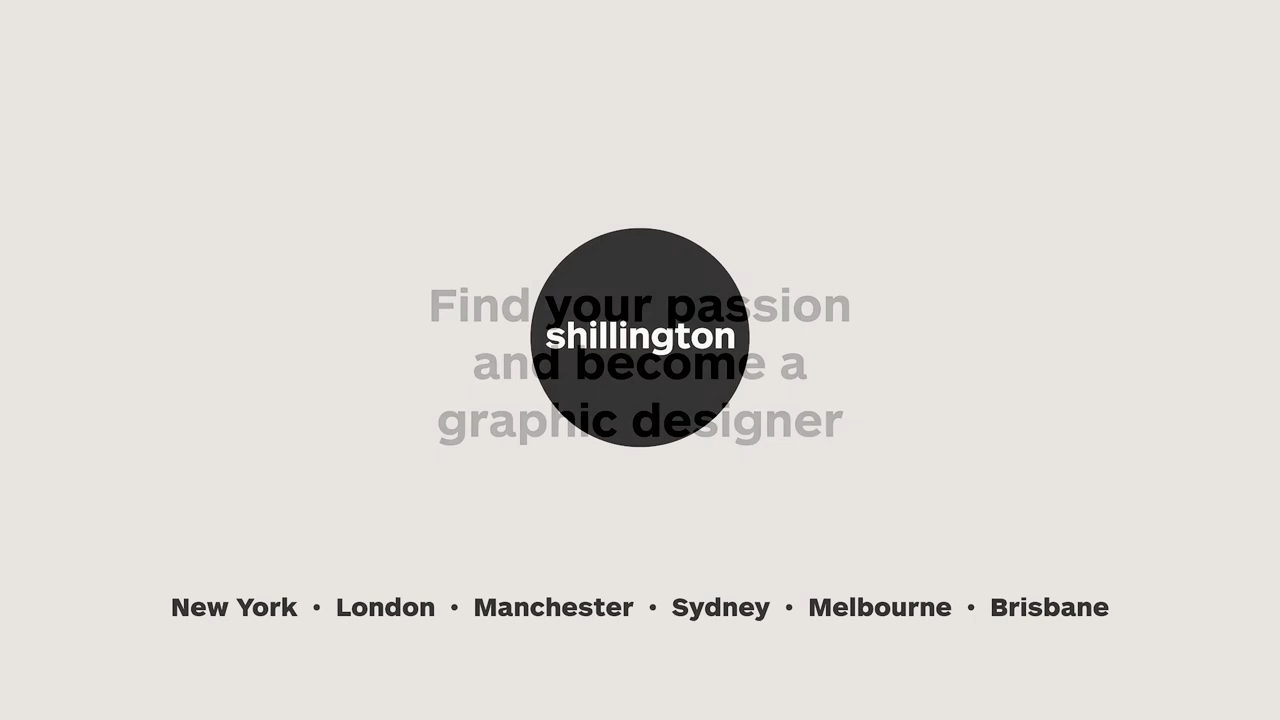 Find your passion
shillington
and become a
graphic designer
New York • London • Manchester • Sydney • Melbourne • Brisbane